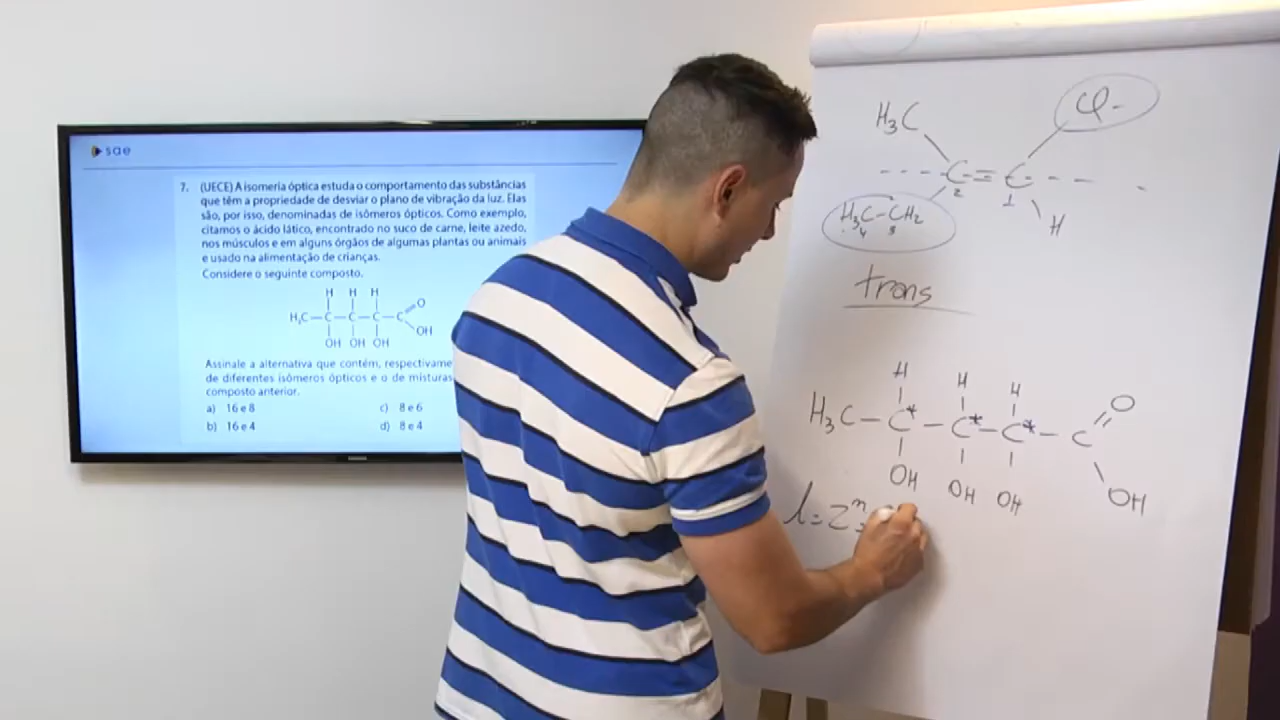 sae
7. (UECE) A isomeria óptica estuda o comportamento das substâncias
que têm a propriedade de desviar o plano de vibração da luz. Elas
são, por isso, denominadas de isômeros ópticos. Como exemplo,
citamos o ácido lático, encontrado no suco de carne, leite azedo,
nos músculos e em alguns órgãos de algumas plantas ou animais
e usado na alimentação de crianças.
Considere o seguinte composto.
H H H
H₃C—C—C—C—C O
OH OH OH OH
Assinale a alternativa que contém, respectivame
de diferentes isômeros ópticos e o de misturas
composto anterior.
a) 16 e 8 c) 8 e 6
b) 16 e 4 d) 8 e 4
H₃C Cl
C = C
2 1
H₃C-CH₂ H
4 3
trans
H H H
H₃C - C* - C* - C* - C O
OH OH OH OH
l = 2ⁿ =